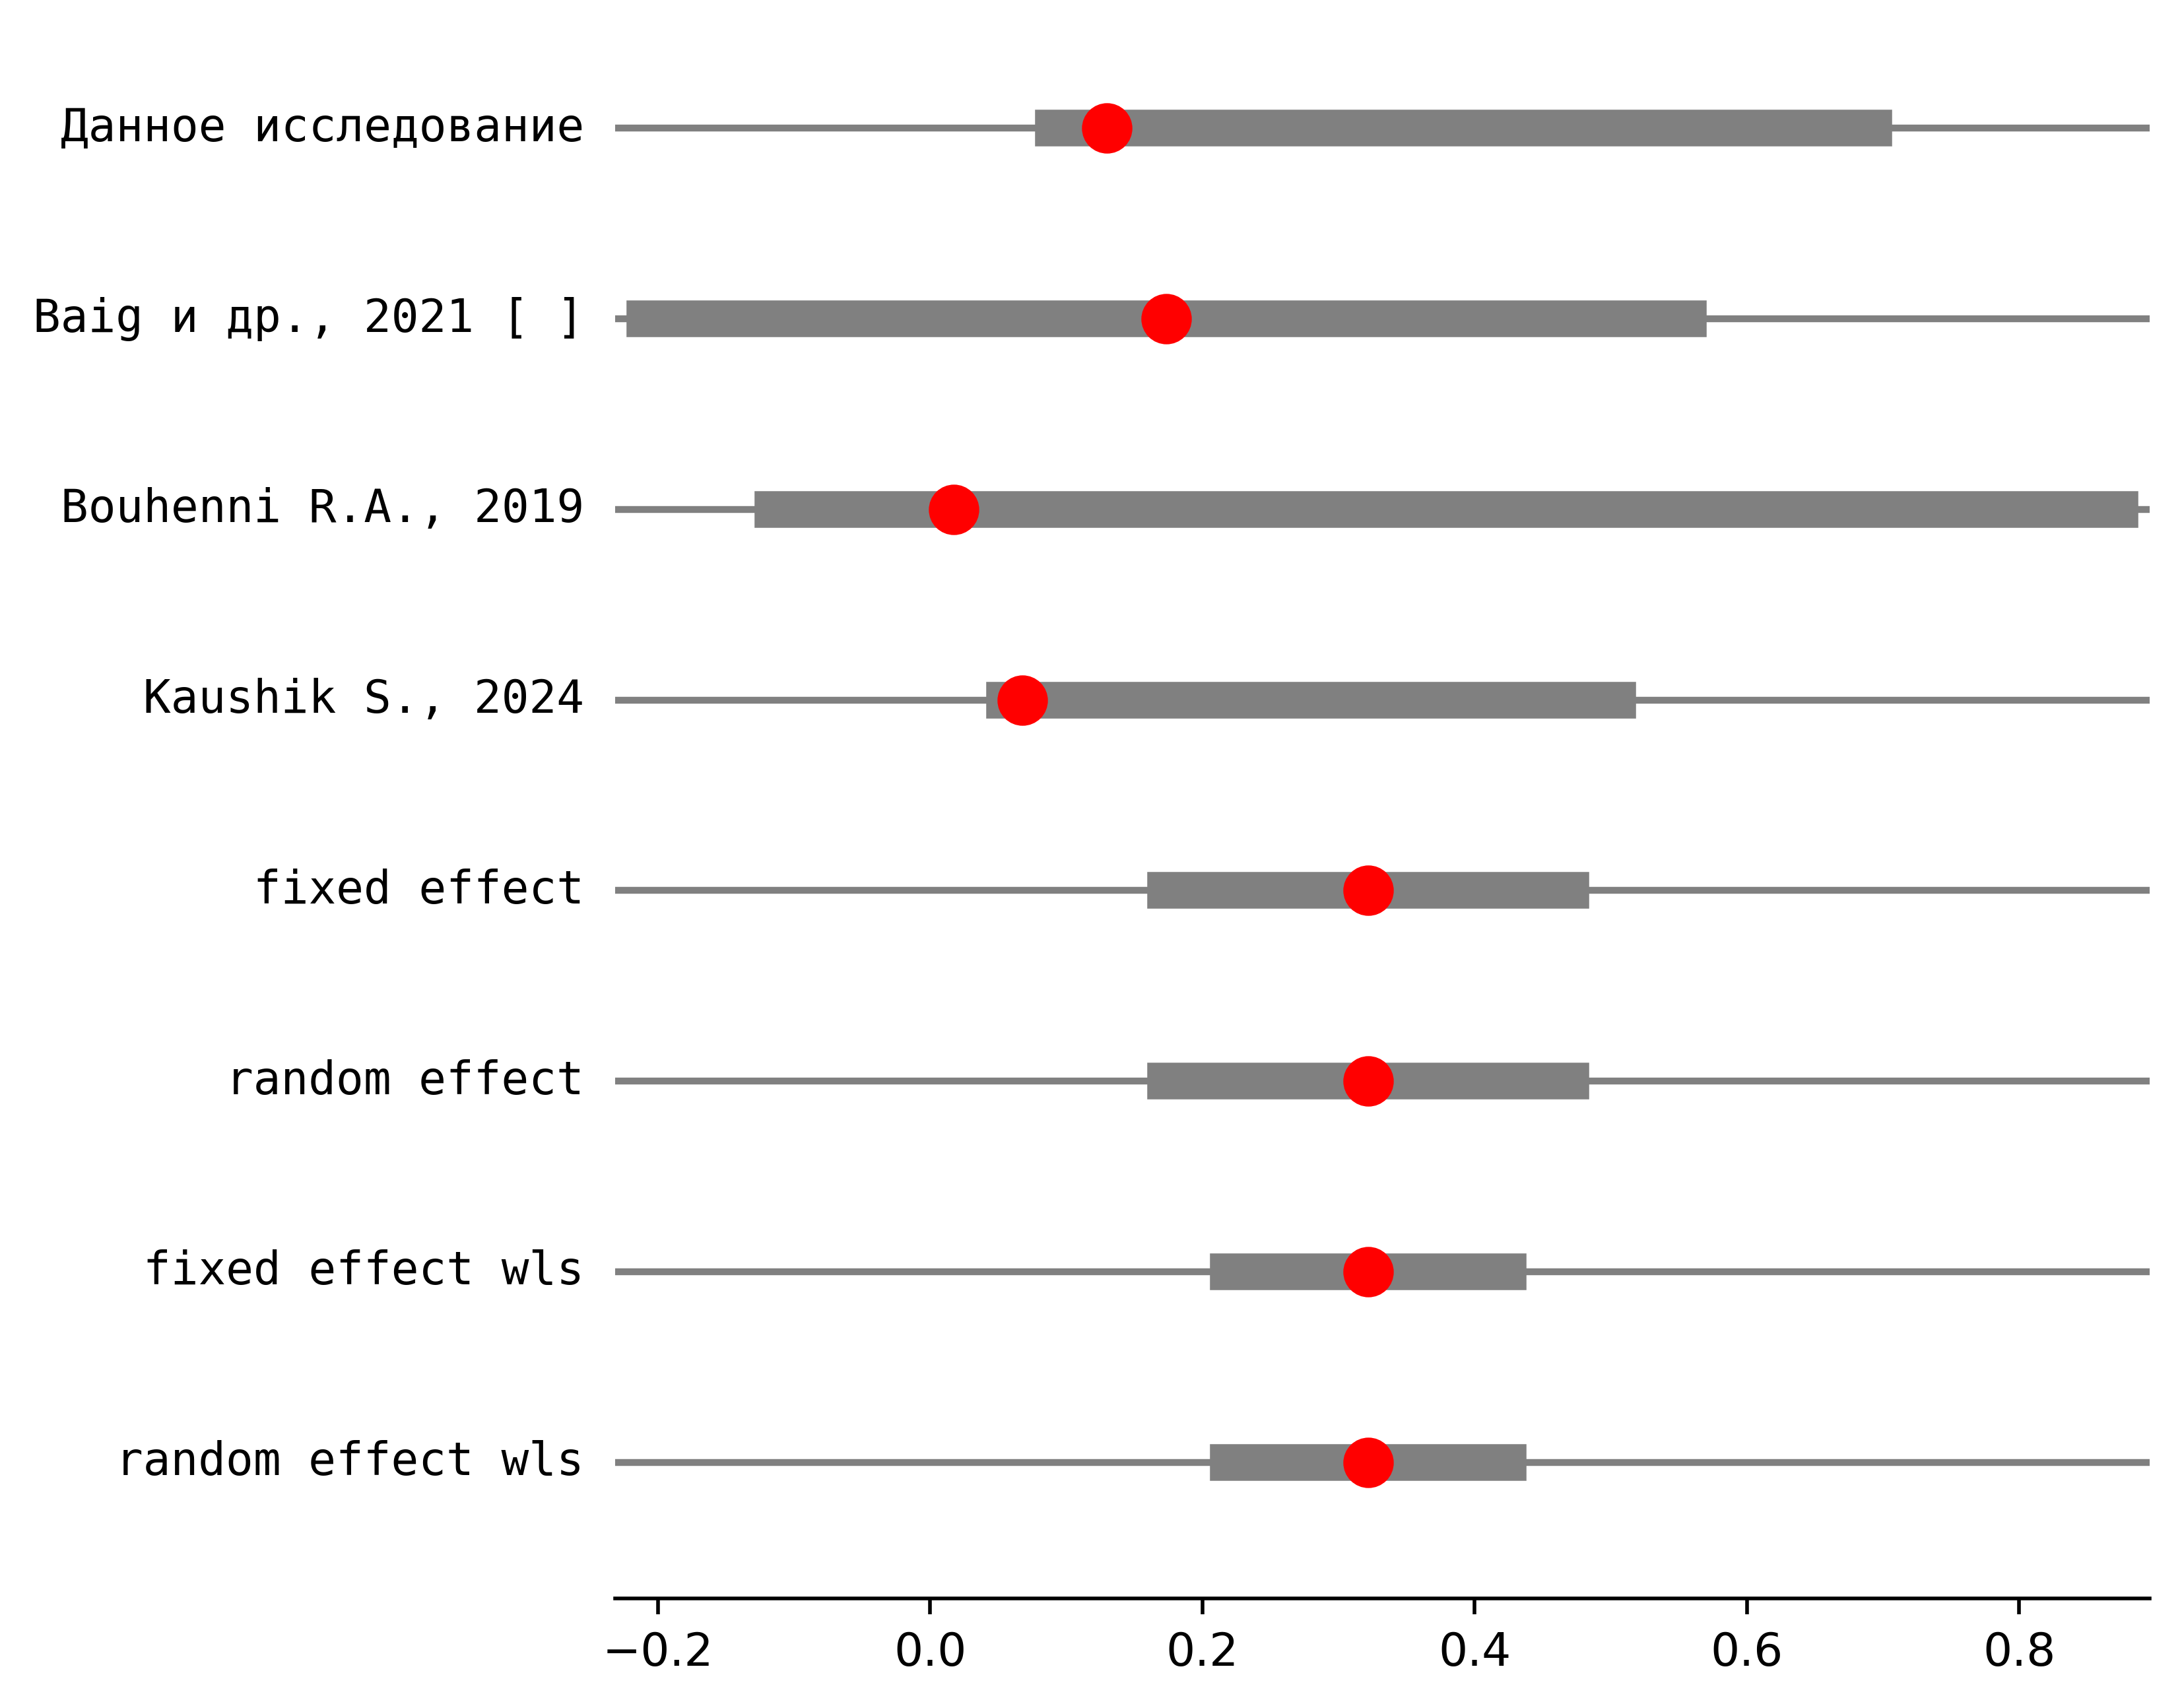 Данное исследование
Baig и др., 2021 [ ]
Bouhenni R.A., 2019
Kaushik S., 2024
fixed effect
random effect
fixed effect wls
random effect wls
−0.2 0.0 0.2 0.4 0.6 0.8